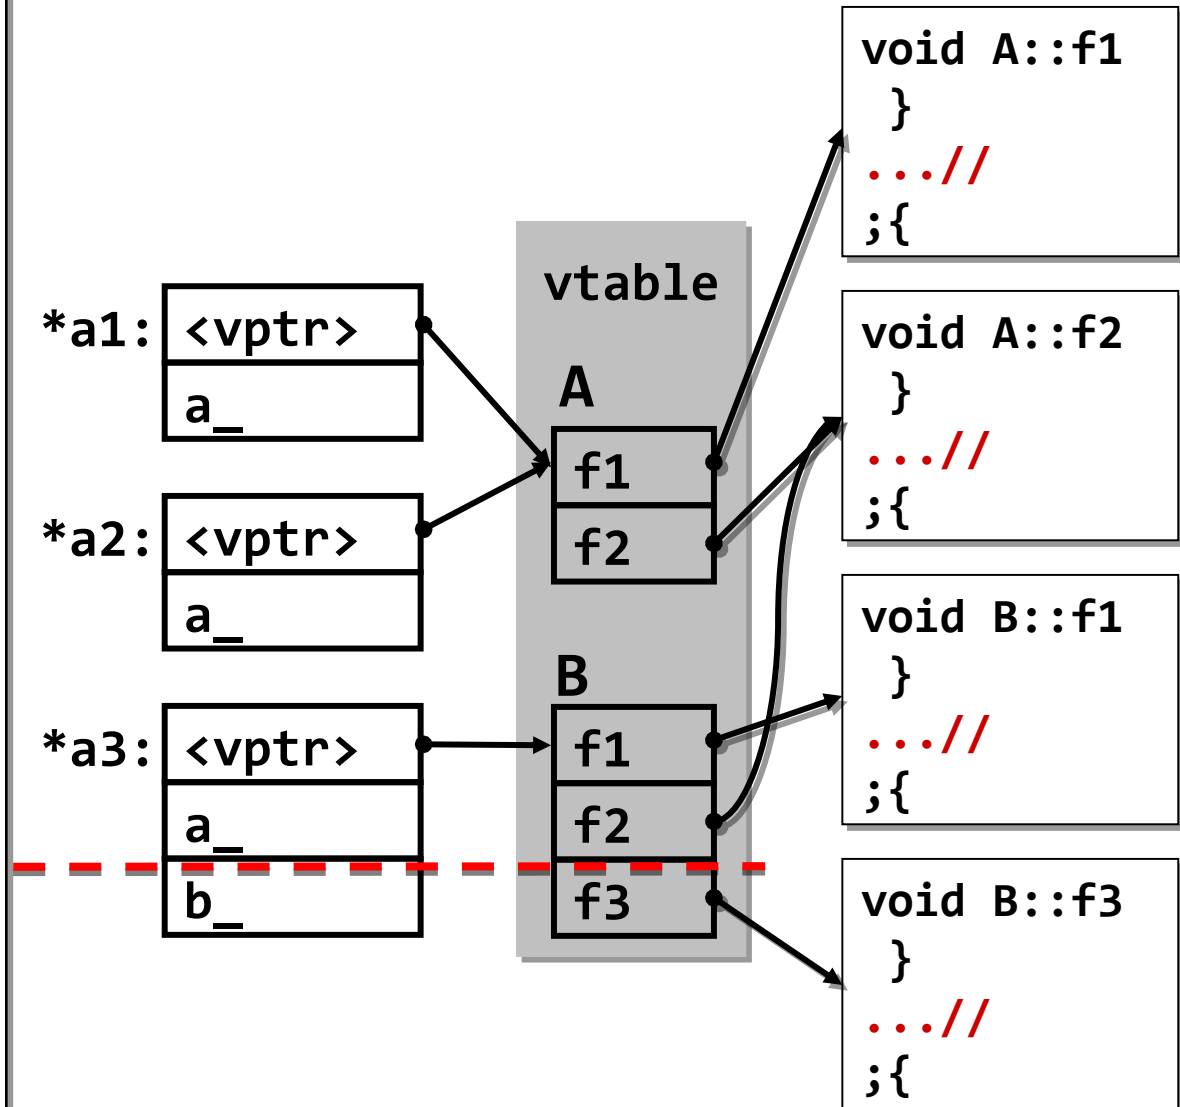 vtable
*a1:
<vptr>
a_
*a2:
<vptr>
a_
*a3:
<vptr>
a_
b_
A
f1
f2
B
f1
f2
f3
void A::f1
}
...//
;{
void A::f2
}
...//
;{
void B::f1
}
...//
;{
void B::f3
}
...//
;{